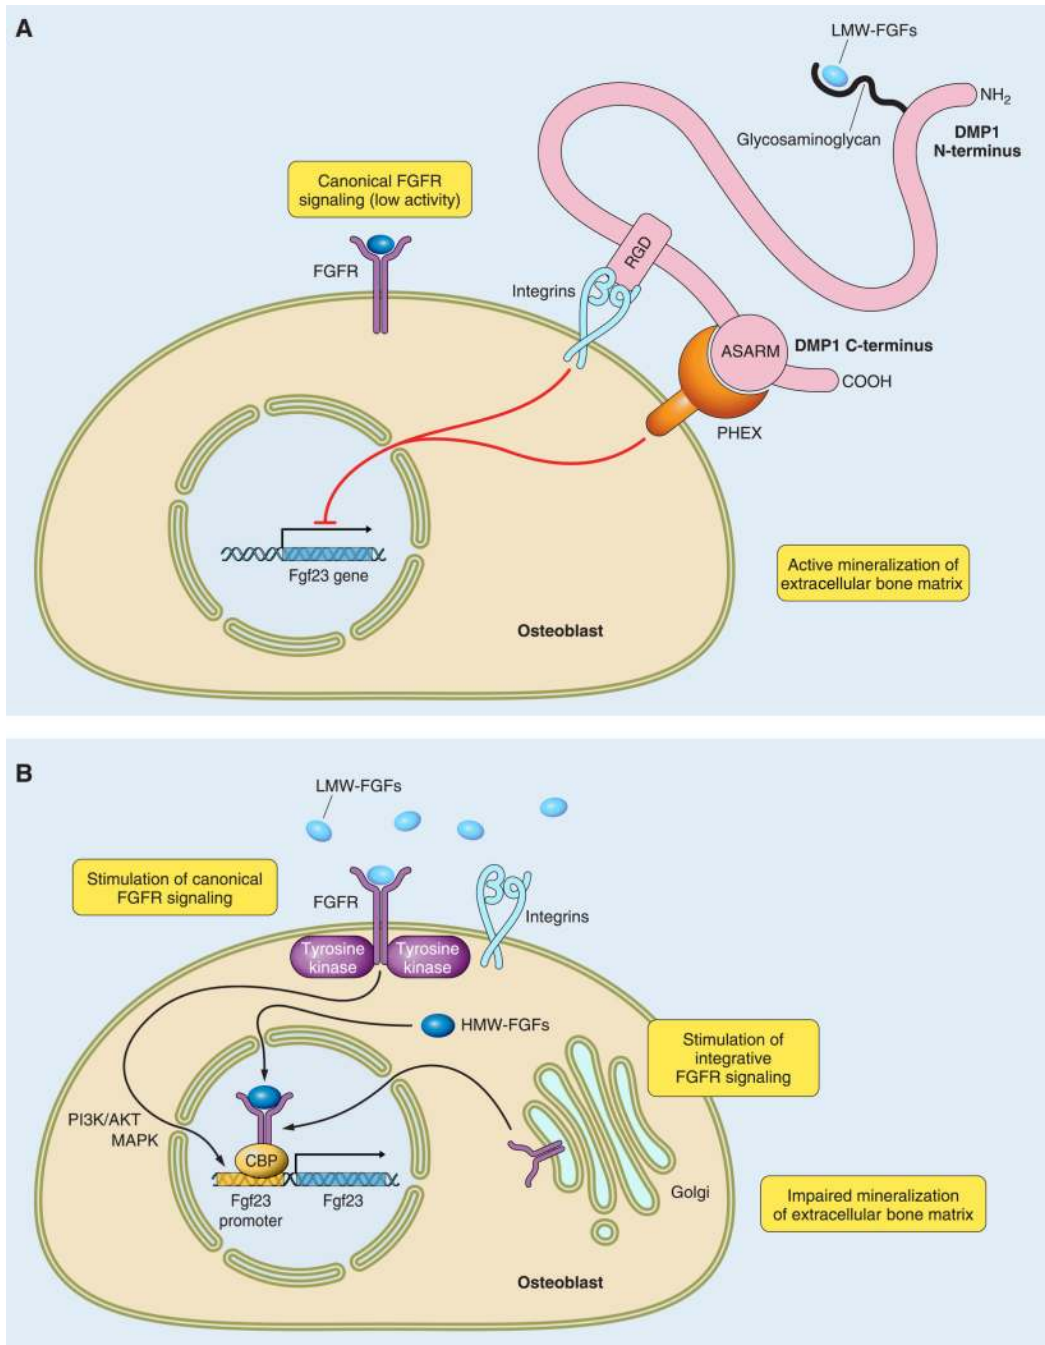 A
LMW-FGFs
NH2
Glycosaminoglycan
DMP1
N-terminus
Canonical FGFR
signaling (low activity)
FGFR
RGD
Integrins
ASARM
DMP1 C-terminus
COOH
PHEX
Fgf23 gene
Active mineralization of
extracellular bone matrix
Osteoblast
B
LMW-FGFs
Stimulation of canonical
FGFR signaling
FGFR
Integrins
Tyrosine
kinase
Tyrosine
kinase
HMW-FGFs
Stimulation of
integrative
FGFR signaling
PI3K/AKT
MAPK
CBP
Fgf23
promoter
Fgf23
Golgi
Impaired mineralization
of extracellular bone matrix
Osteoblast